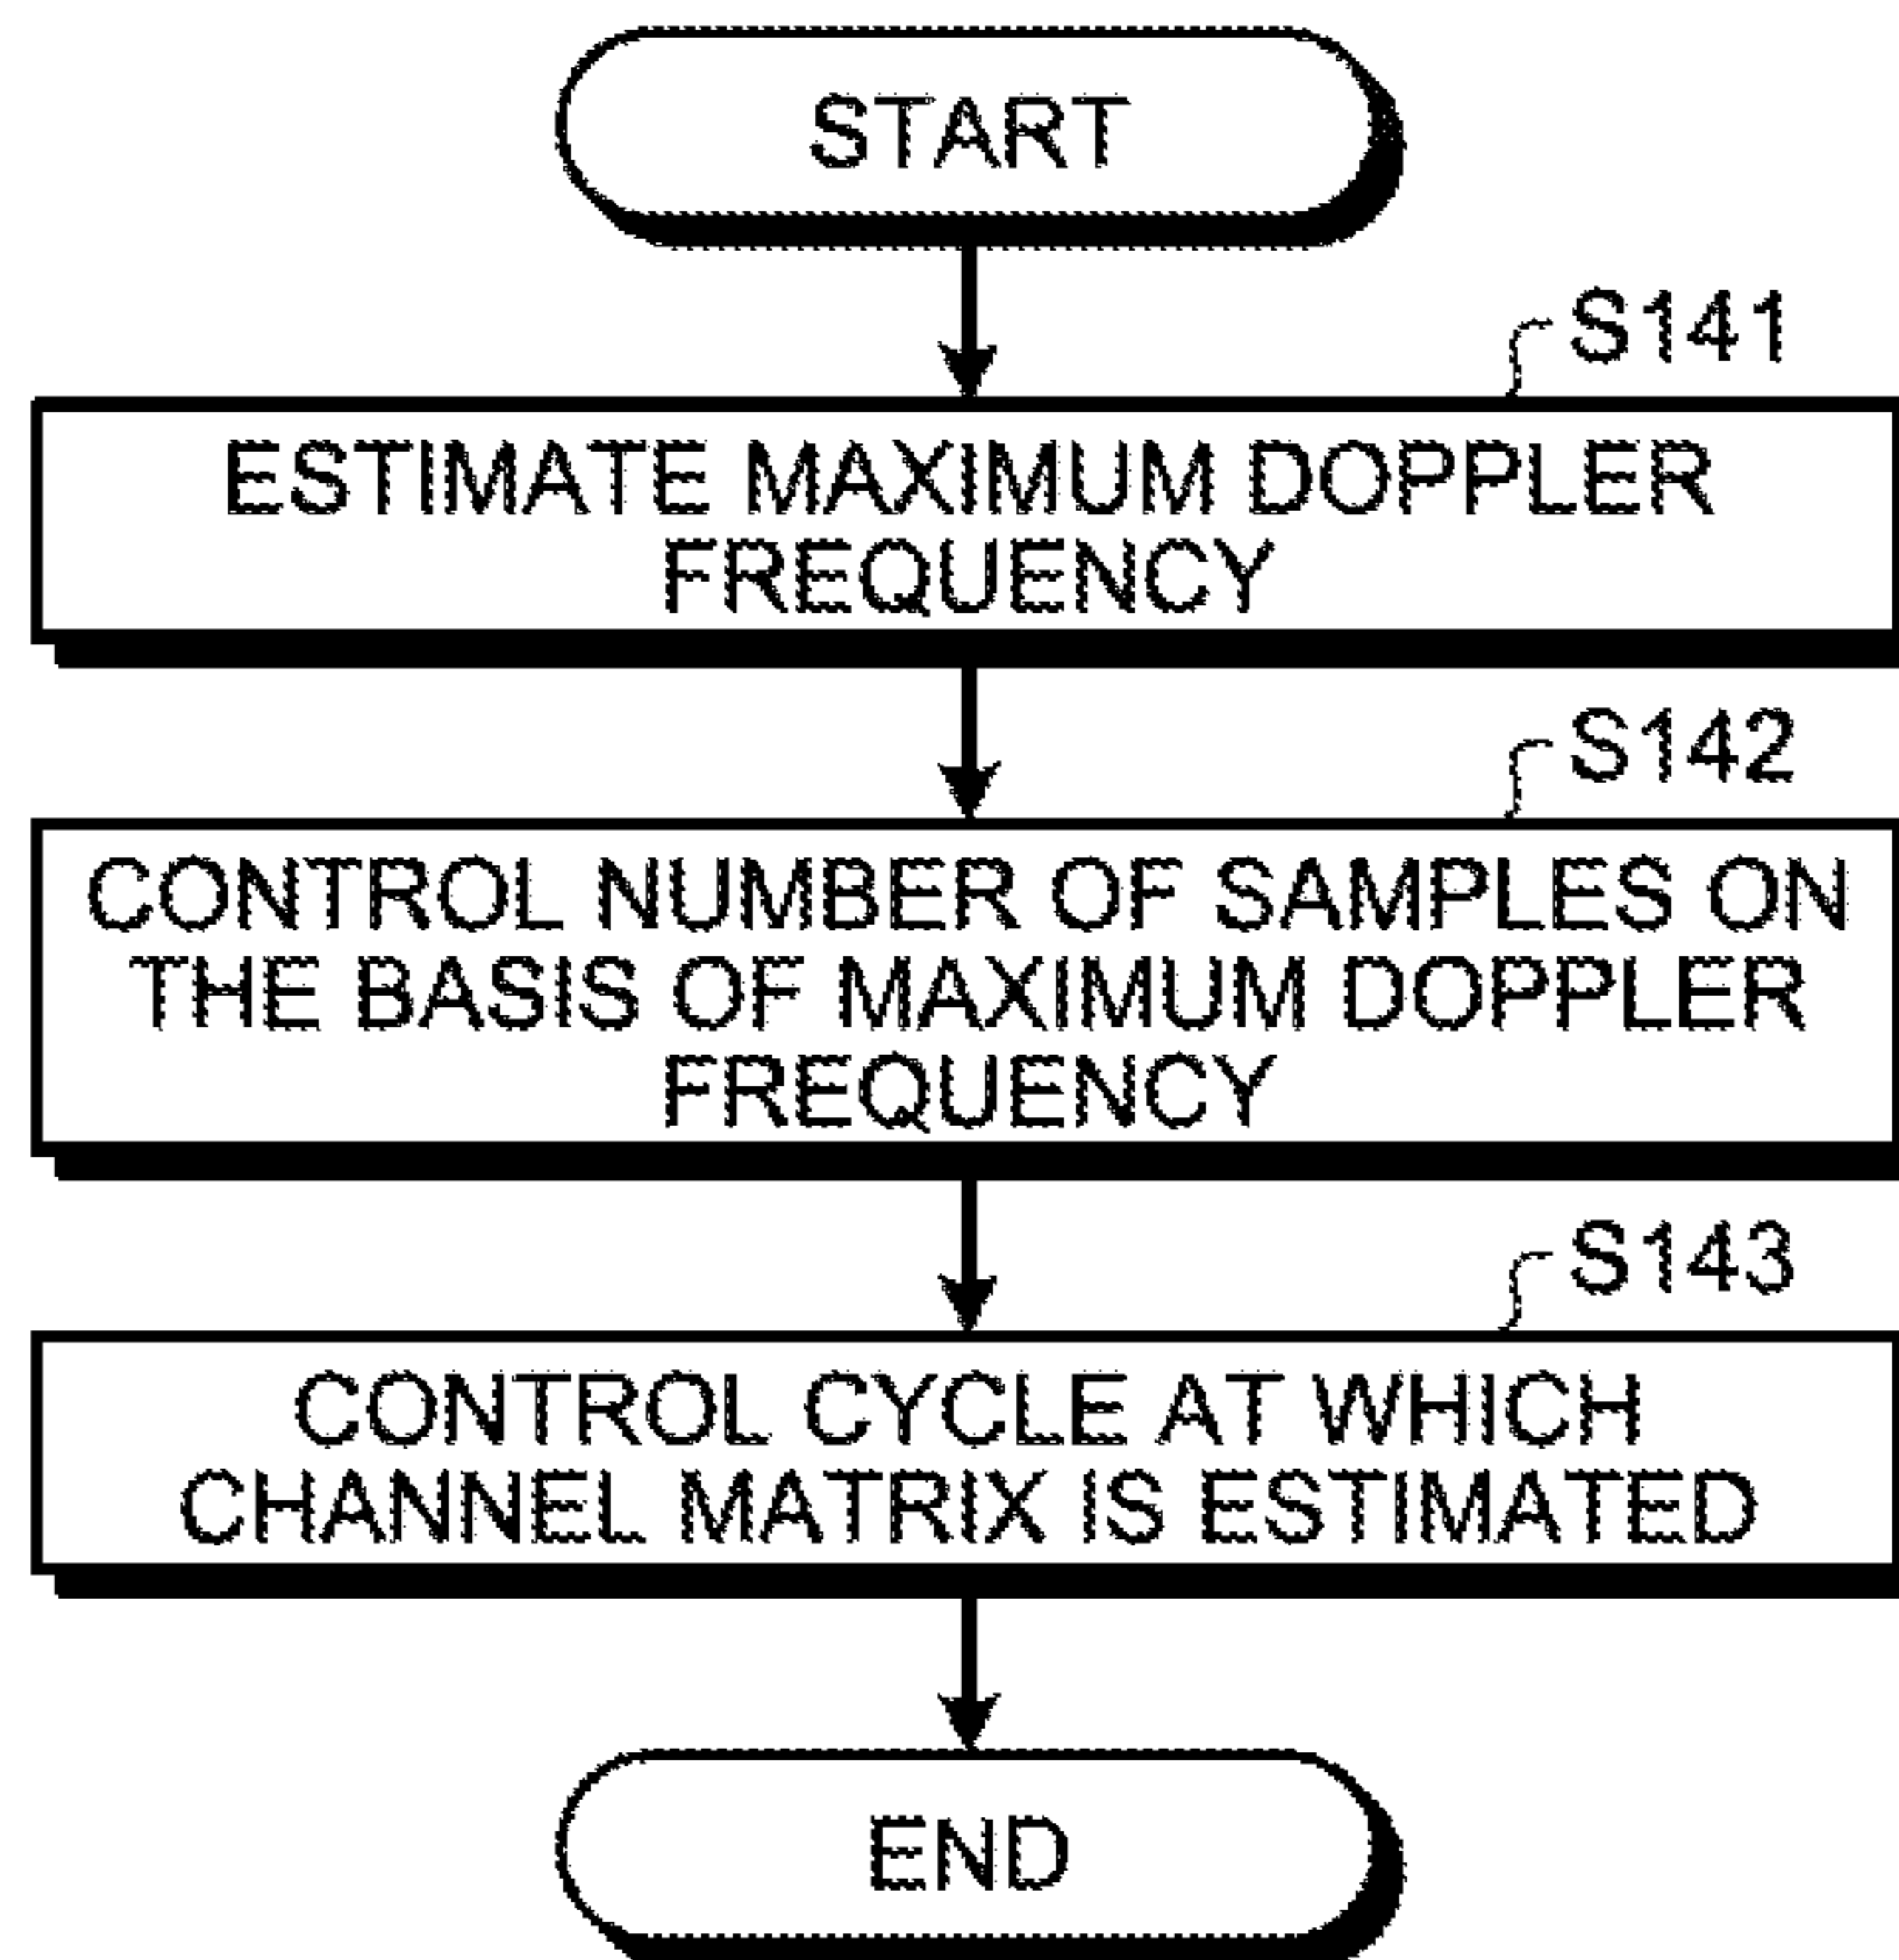 START
S141
ESTIMATE MAXIMUM DOPPLER
FREQUENCY
S142
CONTROL NUMBER OF SAMPLES ON
THE BASIS OF MAXIMUM DOPPLER
FREQUENCY
S143
CONTROL CYCLE AT WHICH
CHANNEL MATRIX IS ESTIMATED
END